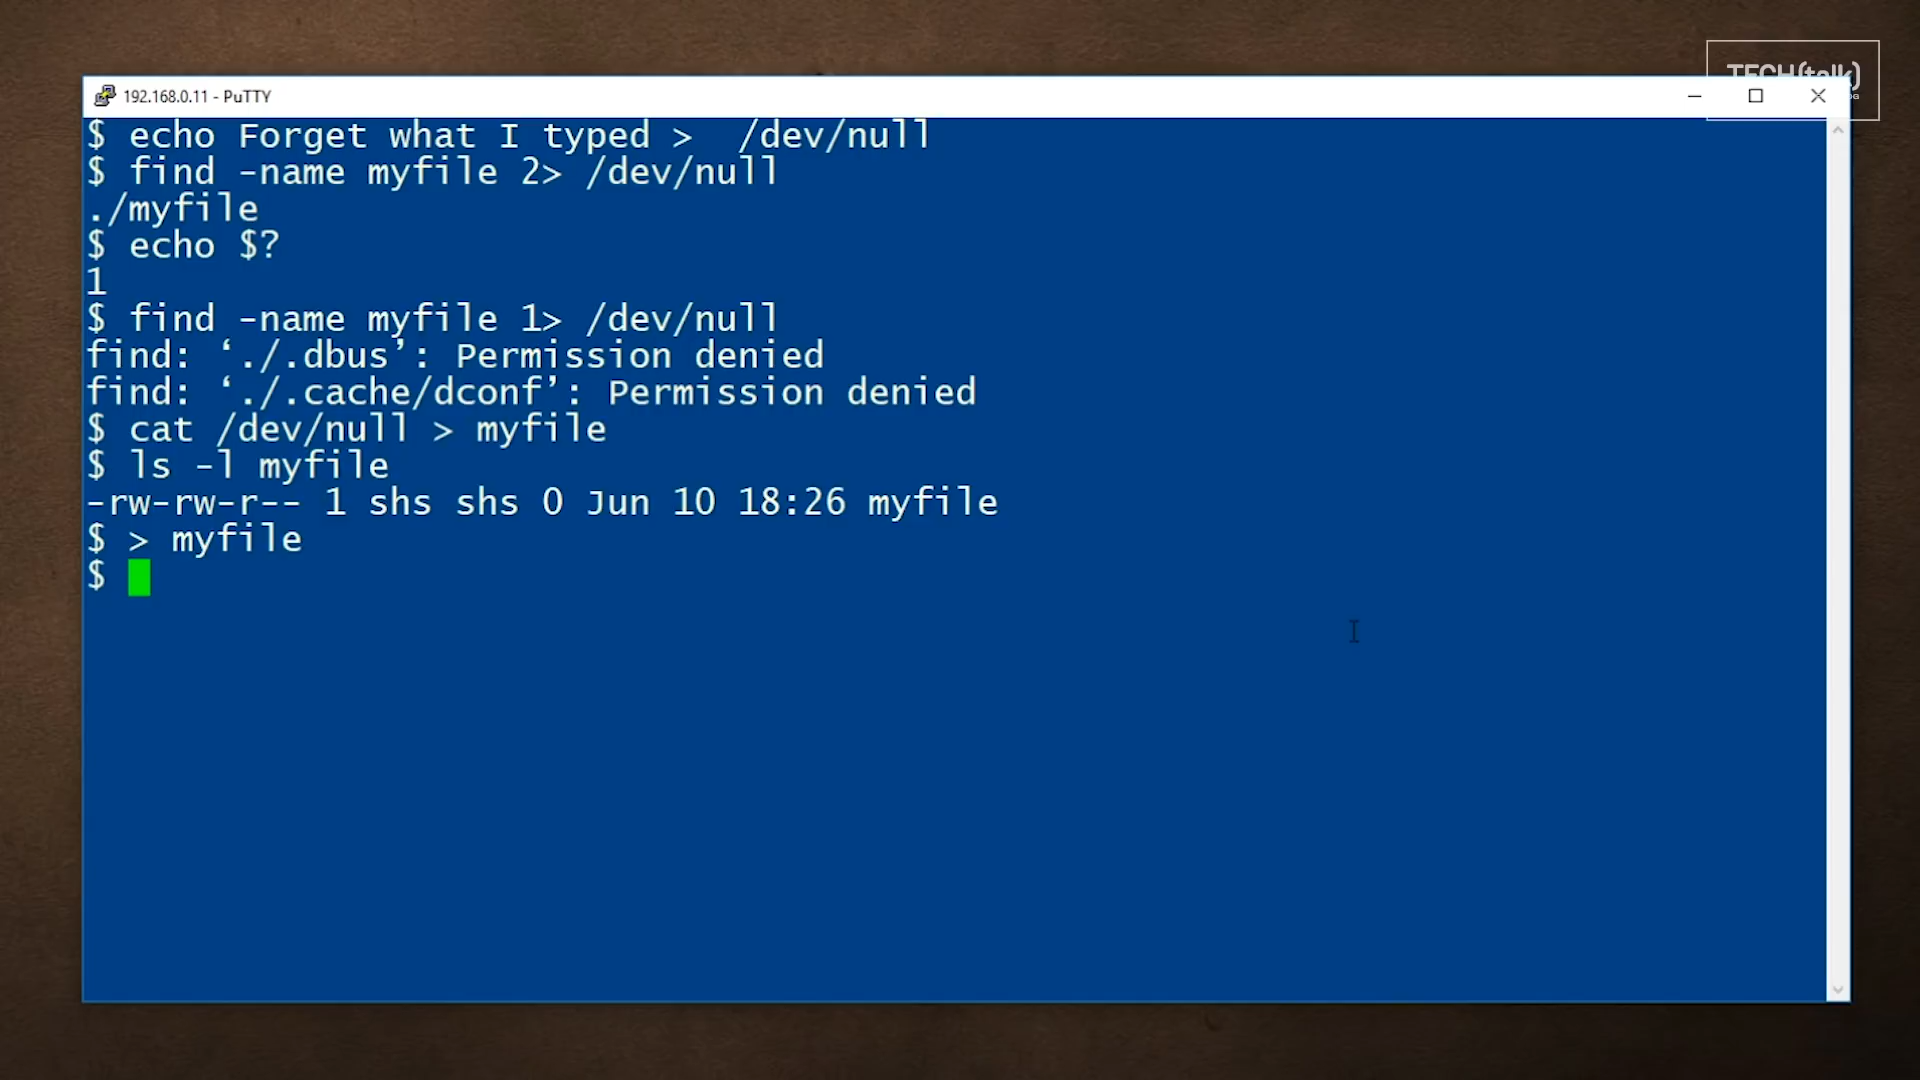 TECH(talk)
192.168.0.11 - PuTTY
$ echo Forget what I typed >  /dev/null
$ find -name myfile 2> /dev/null
./myfile
$ echo $?
1
$ find -name myfile 1> /dev/null
find: ‘./.dbus’: Permission denied
find: ‘./.cache/dconf’: Permission denied
$ cat /dev/null > myfile
$ ls -l myfile
-rw-rw-r-- 1 shs shs 0 Jun 10 18:26 myfile
$ > myfile
$